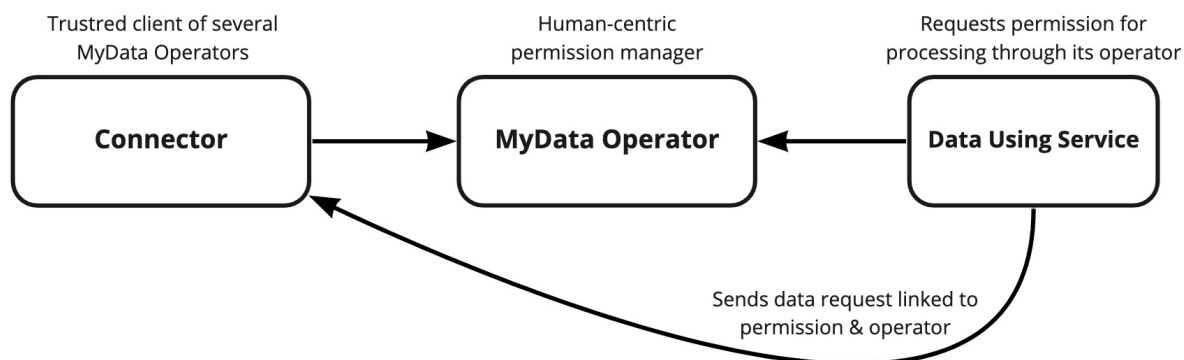 Trustred client of several
MyData Operators
Connector
Human-centric
permission manager
MyData Operator
Requests permission for
processing through its operator
Data Using Service
Sends data request linked to
permission & operator